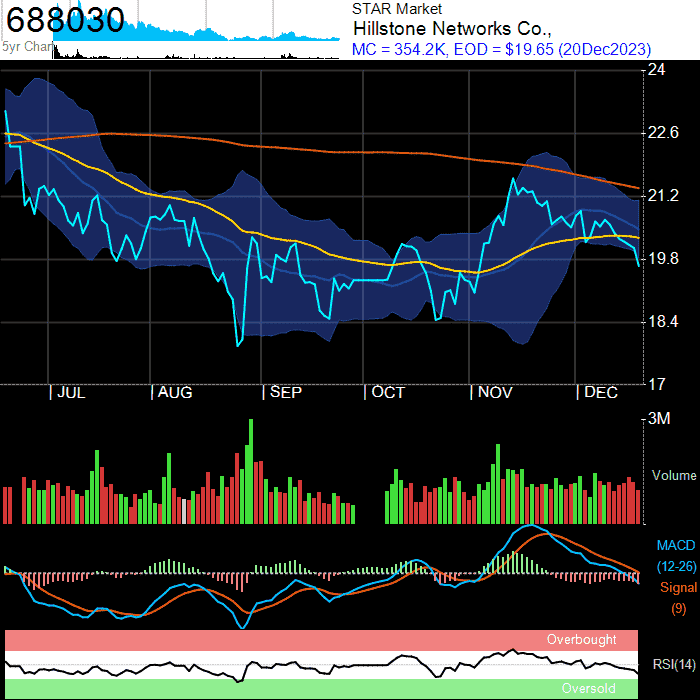 688030
5yr Chart
STAR Market
Hillstone Networks Co.,
MC = 354.2K, EOD = $19.65 (20Dec2023)
24
22.6
21.2
19.8
18.4
17
| JUL | AUG | SEP | OCT | NOV | DEC
3M
Volume
MACD
(12-26)
Signal
(9)
Overbought
RSI(14)
Oversold